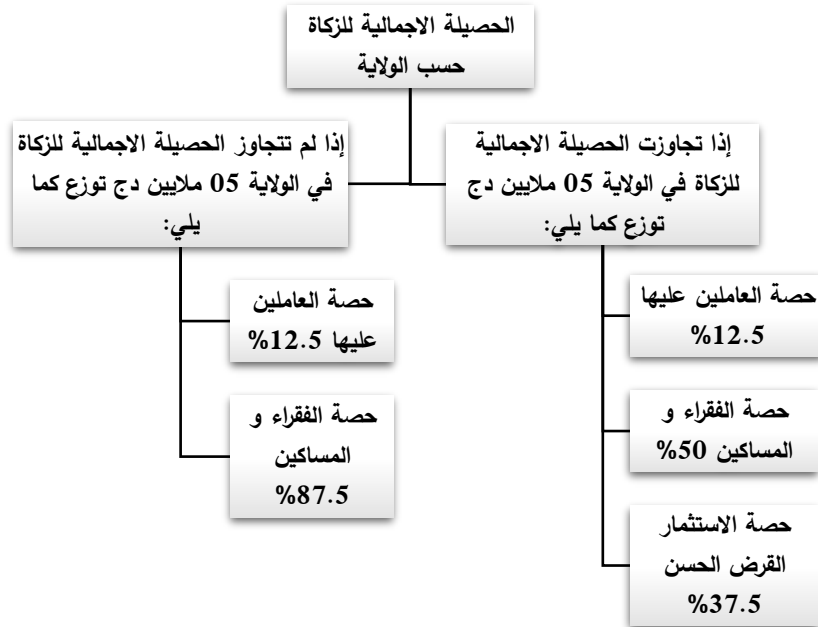 الحصيلة الاجمالية للزكاة
حسب الولاية
إذا تجاوزت الحصيلة الاجمالية
للزكاة في الولاية 05 ملايين دج
توزع كما يلي:
حصة العاملين عليها
12.5%
حصة الفقراء و
المساكين 50%
حصة الاستثمار
القرض الحسن
37.5%
إذا لم تتجاوز الحصيلة الاجمالية للزكاة
في الولاية 05 ملايين دج توزع كما
يلي:
حصة العاملين
عليها 12.5%
حصة الفقراء و
المساكين
87.5%